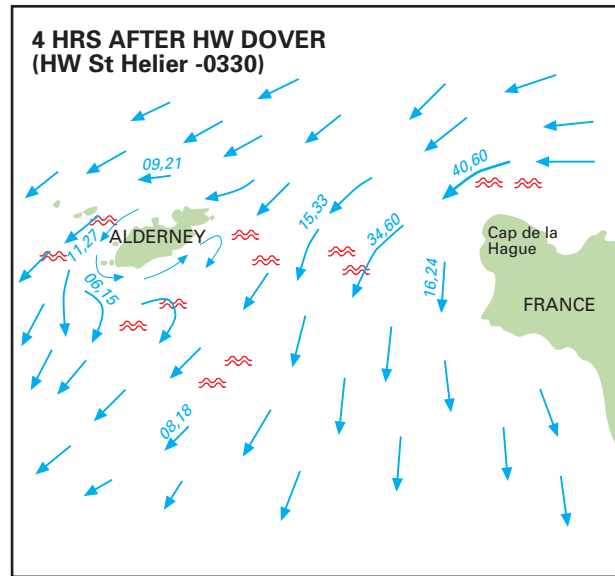 4 HRS AFTER HW DOVER
(HW St Helier -0330)
09,21
40,60
15,33
34,60
ALDERNEY
11,27
Cap de la
Hague
16,24
06,15
FRANCE
08,18